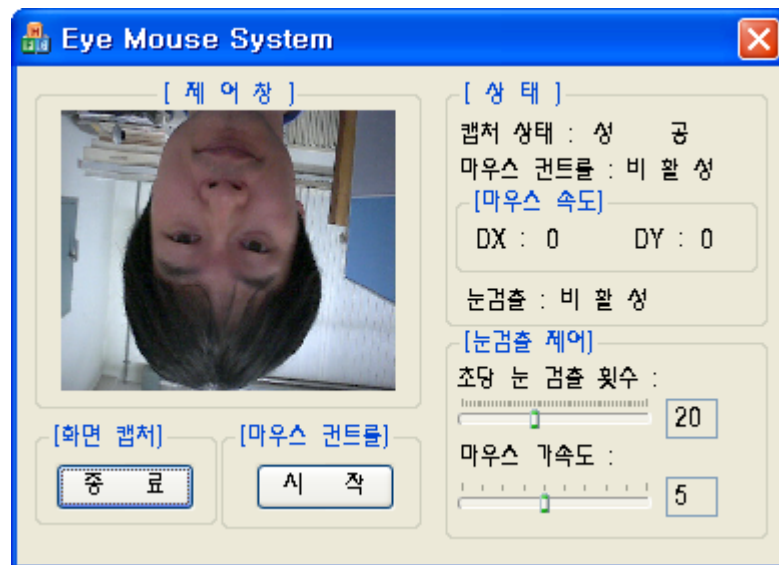 Eye Mouse System
[ 제 어 창 ]
[ 상 태 ]
캡처 상태 : 성 공
마우스 컨트롤 : 비 활 성
[마우스 속도]
DX : 0 DY : 0
눈검출 : 비 활 성
[눈검출 제어]
초당 눈 검출 횟수 :
20
마우스 가속도 :
5
[화면 캡처]
종 료
[마우스 컨트롤]
시 작